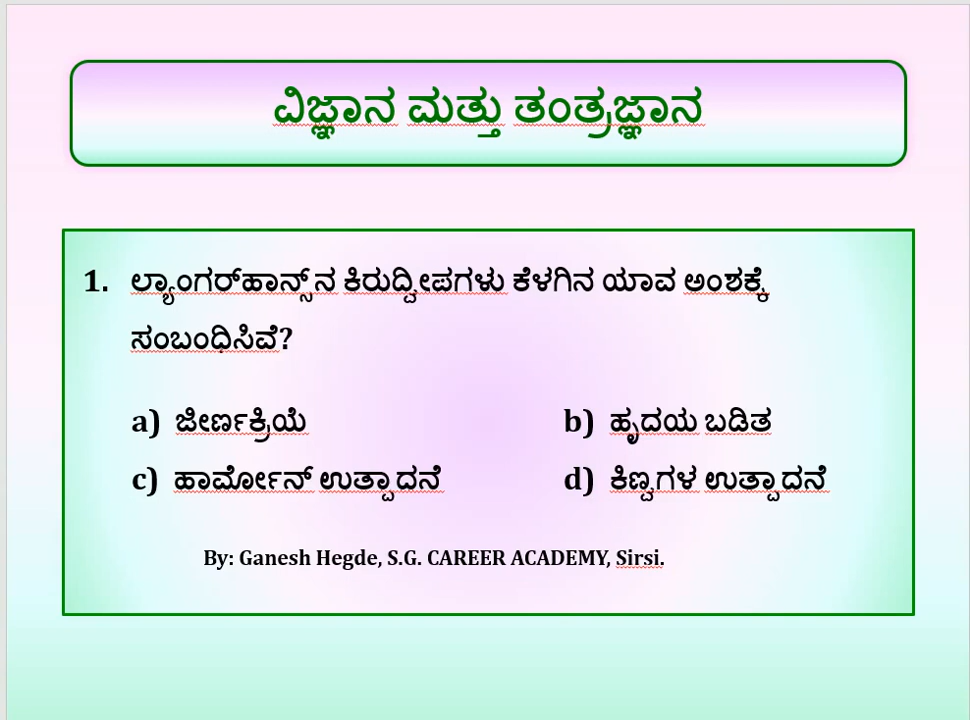 ವಿಜ್ಞಾನ ಮತ್ತು ತಂತ್ರಜ್ಞಾನ
1. ಲ್ಯಾಂಗರ್‌ಹಾನ್ಸ್‌ನ ಕಿರುದ್ವೀಪಗಳು ಕೆಳಗಿನ ಯಾವ ಅಂಶಕ್ಕೆ
ಸಂಬಂಧಿಸಿವೆ?
a) ಜೀರ್ಣಕ್ರಿಯೆ b) ಹೃದಯ ಬಡಿತ
c) ಹಾರ್ಮೋನ್ ಉತ್ಪಾದನೆ d) ಕಿಣ್ವಗಳ ಉತ್ಪಾದನೆ
By: Ganesh Hegde, S.G. CAREER ACADEMY, Sirsi.